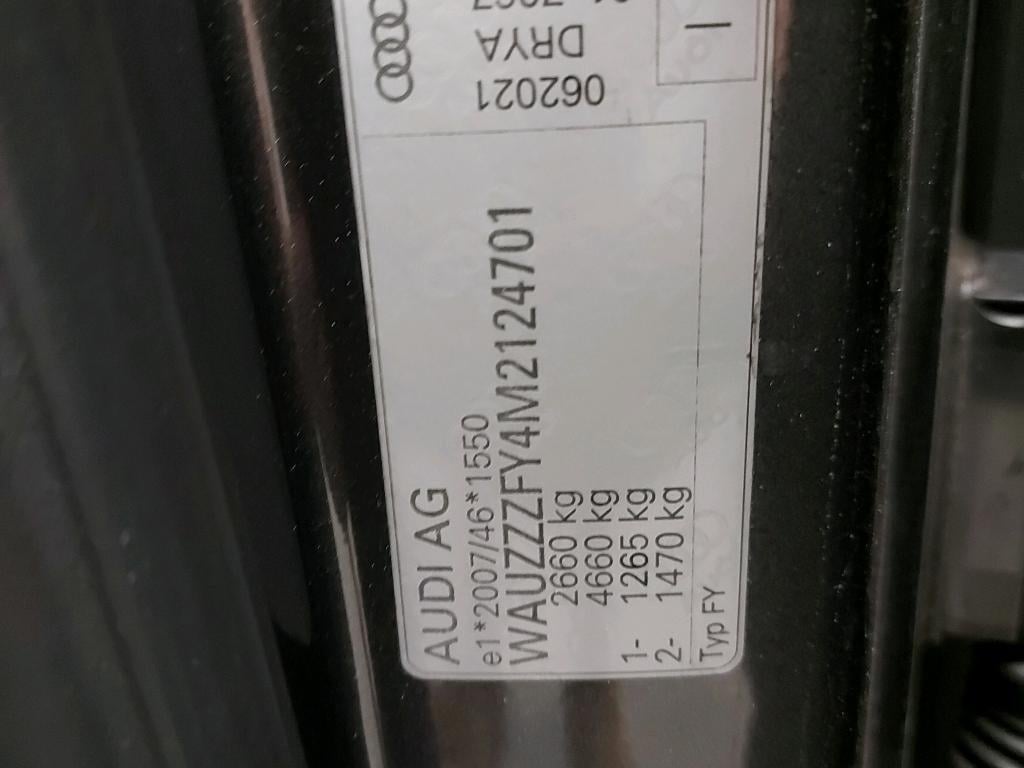 AUDI AG
e1*2007/46*1550
WAUZZZFY4M2124701
2660 kg
4660 kg
1- 1265 kg
2- 1470 kg
Typ FY
062021
DRYA